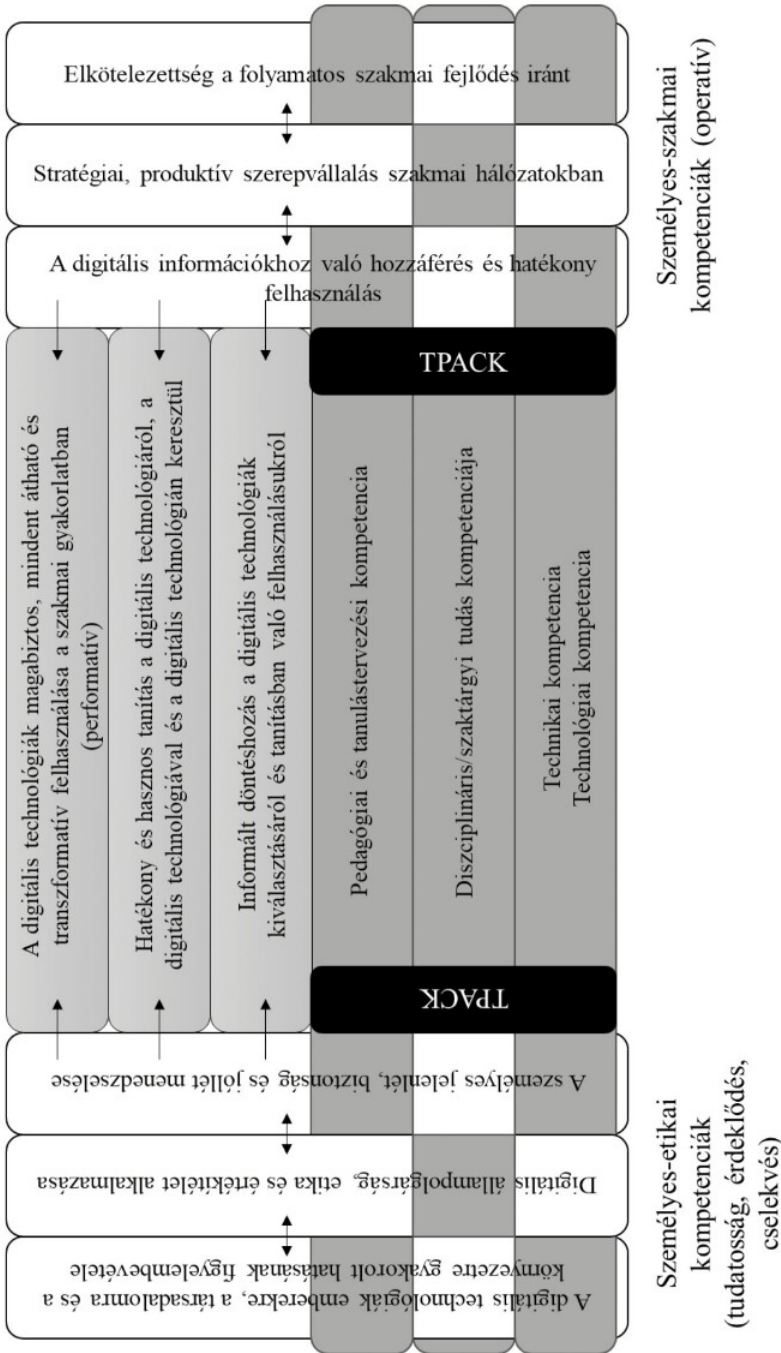 Elkötelezettség a folyamatos szakmai fejlődés iránt
Stratégiai, produktív szerepvállalás szakmai hálózatokban
A digitális információkhoz való hozzáférés és hatékony
felhasználás
Személyes-szakmai
kompetenciák (operatív)
TPACK
A digitális technológiák magabiztos, mindent átható és
transzformatív felhasználása a szakmai gyakorlatban
(performatív)
Hatékony és hasznos tanítás a digitális technológiáról, a
digitális technológiával és a digitális technológián keresztül
Informált döntéshozás a digitális technológiák
kiválasztásáról és tanításban való felhasználásukról
Pedagógiai és tanulástervezési kompetencia
Diszciplináris/szaktárgyi tudás kompetenciája
Technikai kompetencia
Technológiai kompetencia
TPACK
A személyes jelenlét, biztonság és jóllét menedzselése
Digitális állampolgárság, etika és értékítélet alkalmazása
A digitális technológiák emberekre, a társadalomra és a
környezetre gyakorolt hatásának figyelembevétele
Személyes-etikai
kompetenciák
(tudatosság, érdeklődés,
cselekvés)